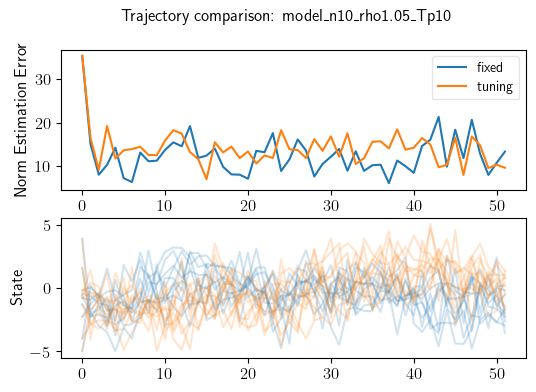 Trajectory comparison: model_n10_rho1.05_Tp10
Norm Estimation Error
30
20
10
fixed
tuning
0 10 20 30 40 50
State
5
0
−5
0 10 20 30 40 50